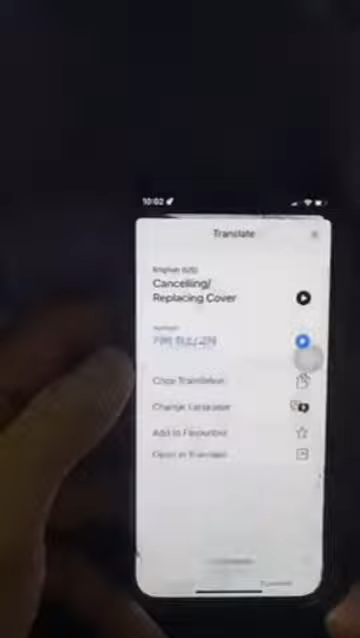 10:02
Translate
English (US)
Cancelling/
Replacing Cover
Copy Translation
Change Language
Add to Favourites
Open in Translate